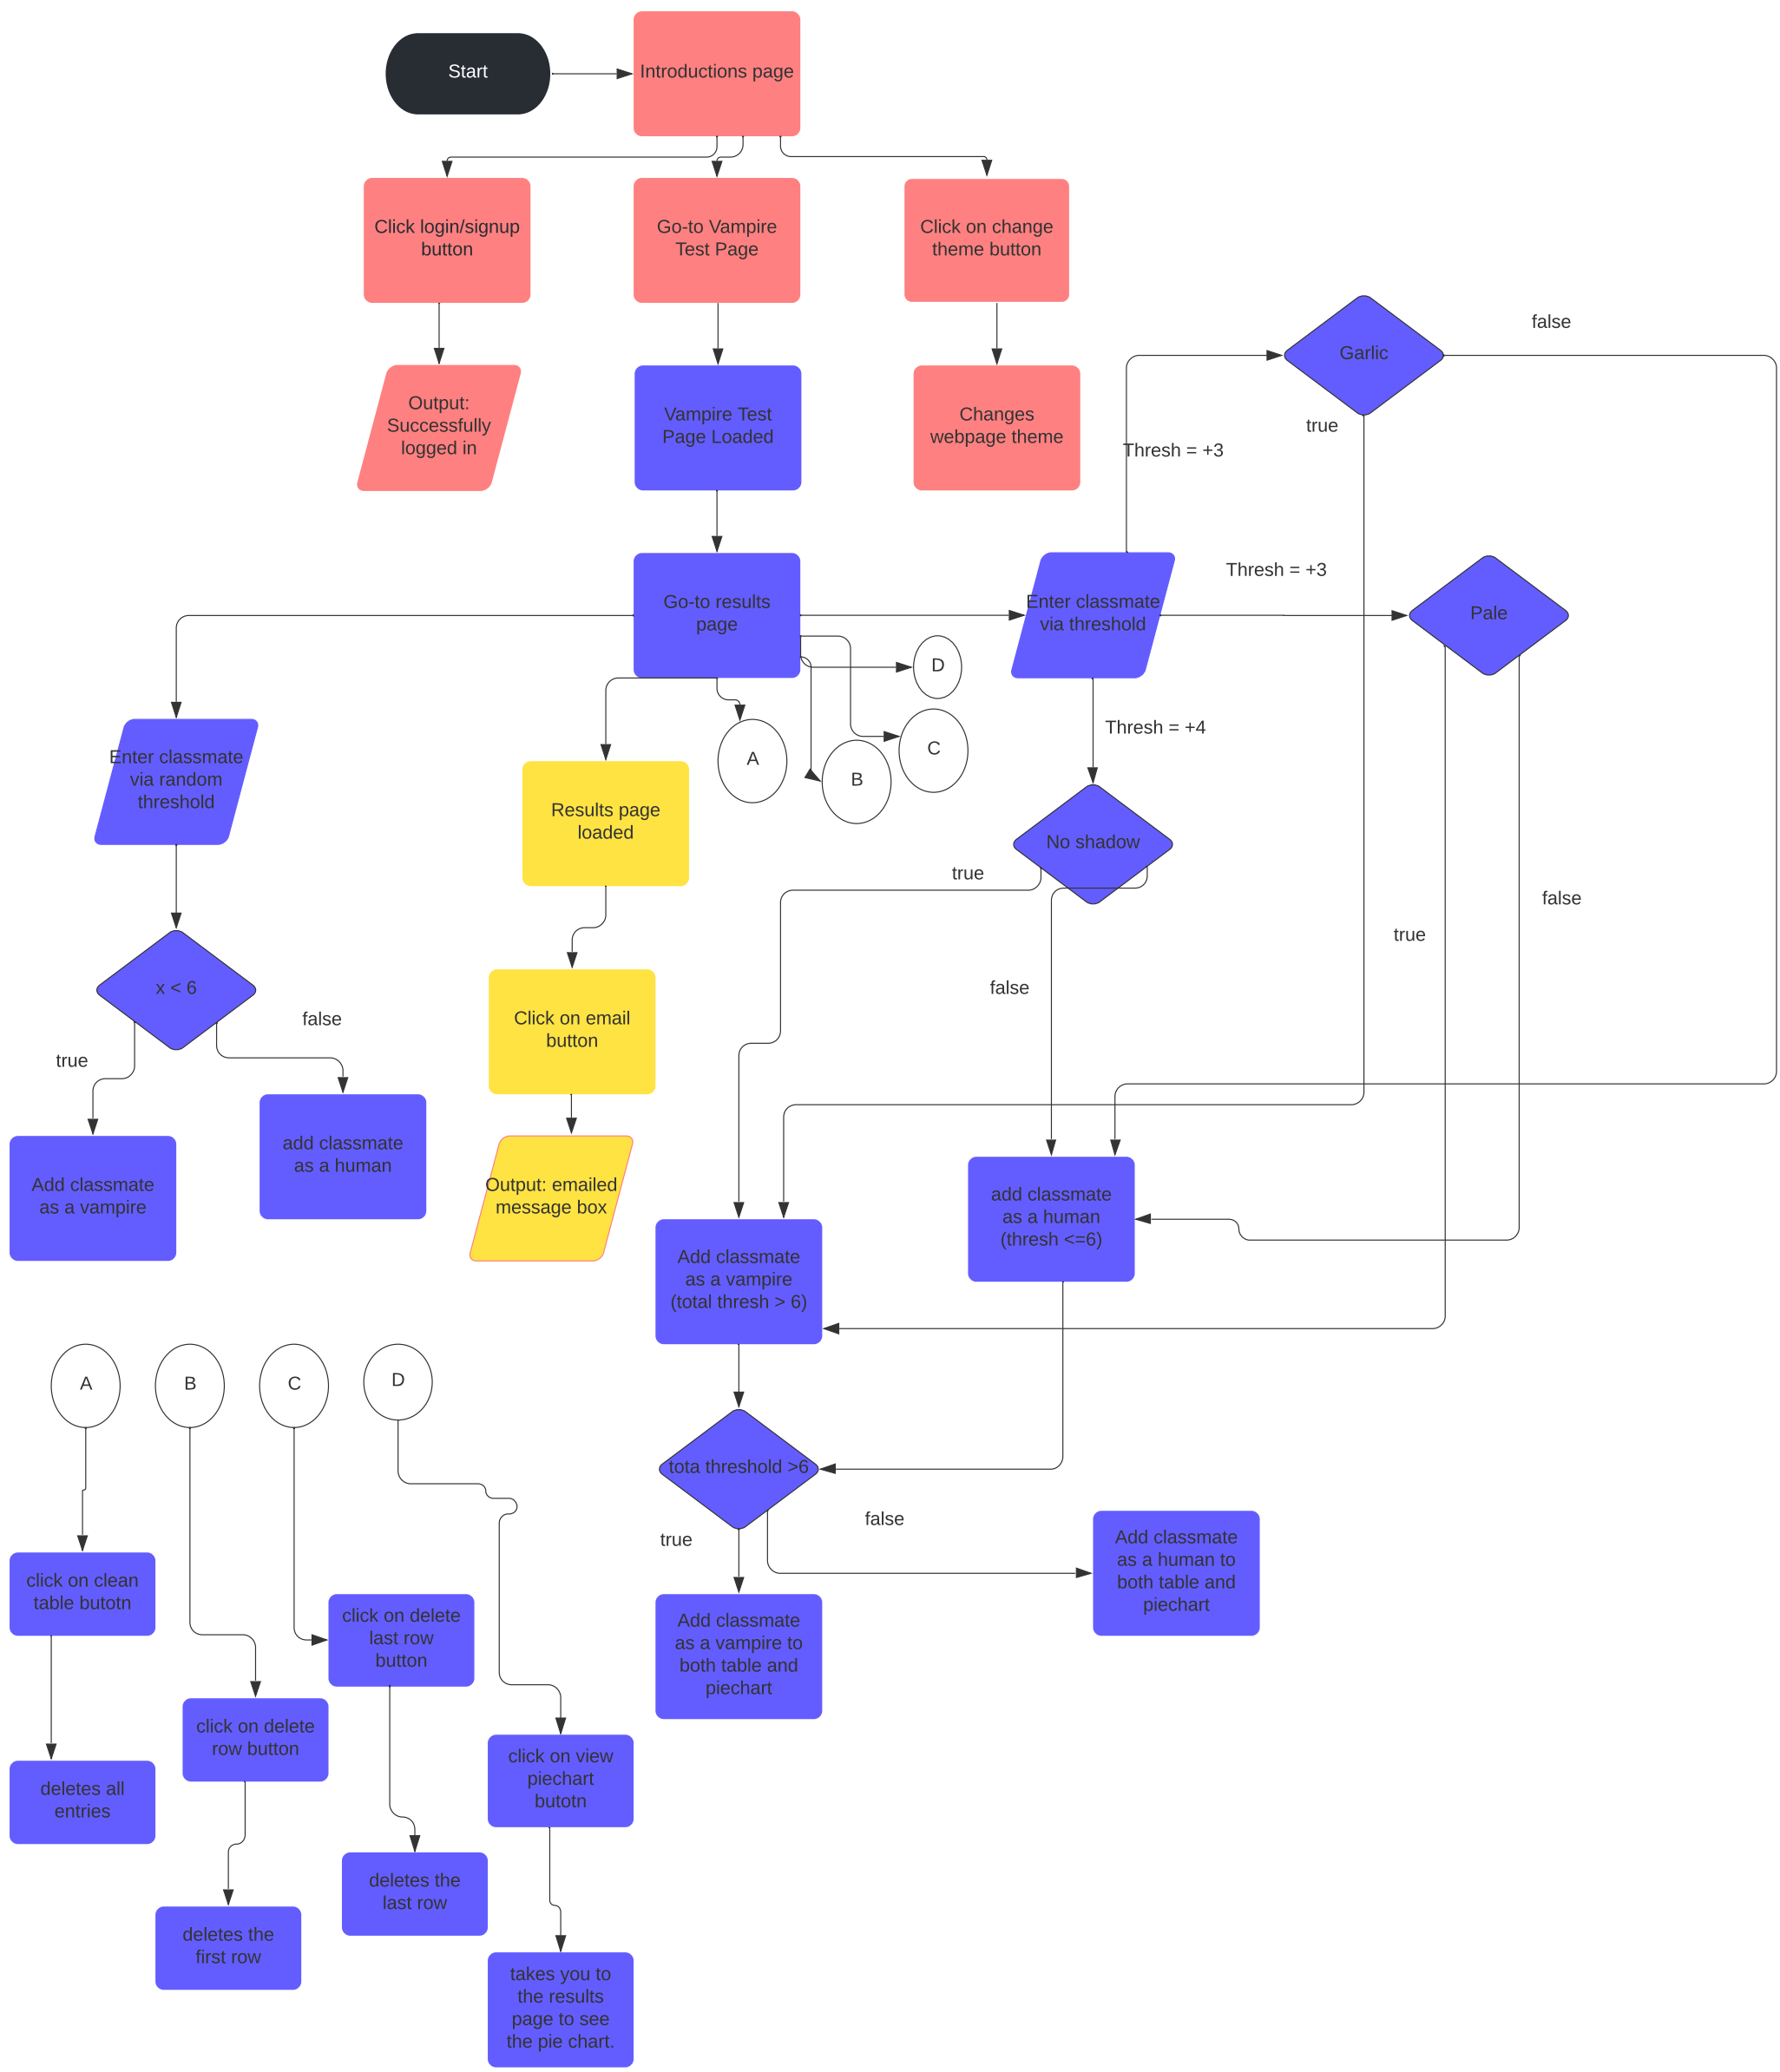 Start
Introductions page
Click login/signup
button
Go-to Vampire
Test Page
Click on change
theme button
Output:
Successfully
logged in
Vampire Test
Page Loaded
Changes
webpage theme
Garlic
false
true
Thresh = +3
Go-to results
page
Enter classmate
via threshold
Thresh = +3
Pale
D
C
A
B
Thresh = +4
Enter classmate
via random
threshold
Results page
loaded
No shadow
true
false
true
false
x < 6
true
false
Click on email
button
Add classmate
as a vampire
add classmate
as a human
Output: emailed
message box
add classmate
as a human
(thresh <=6)
Add classmate
as a vampire
(total thresh > 6)
A
B
C
D
tota threshold >6
true
false
click on clean
table butotn
click on delete
last row
button
Add classmate
as a vampire to
both table and
piechart
Add classmate
as a human to
both table and
piechart
click on delete
row button
click on view
piechart
butotn
deletes all
entries
deletes the
last row
deletes the
first row
takes you to
the results
page to see
the pie chart.